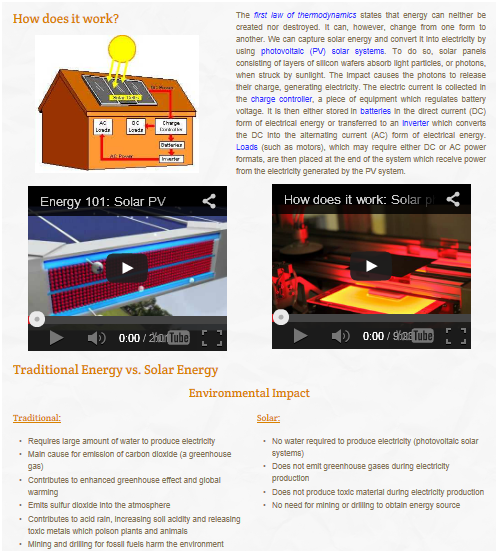 How does it work?
Solar Cells
DC Power
AC Loads
DC Loads
Charge Controller
Batteries
AC Power
Inverter
The first law of thermodynamics states that energy can neither be
created nor destroyed. It can, however, change from one form to
another. We can capture solar energy and convert it into electricity by
using photovoltaic (PV) solar systems. To do so, solar panels
consisting of layers of silicon wafers absorb light particles, or photons,
when struck by sunlight. The impact causes the photons to release
their charge, generating electricity. The electric current is collected in
the charge controller, a piece of equipment which regulates battery
voltage. It is then either stored in batteries in the direct current (DC)
form of electrical energy or transferred to an inverter which converts
the DC into the alternating current (AC) form of electrical energy.
Loads (such as motors), which may require either DC or AC power
formats, are then placed at the end of the system which receive power
from the electricity generated by the PV system.
Energy 101: Solar PV
0:00 /
Tube
How does it work: Solar p
0:00 /
Tube
Traditional Energy vs. Solar Energy
Environmental Impact
Traditional:
• Requires large amount of water to produce electricity
• Main cause for emission of carbon dioxide (a greenhouse
gas)
• Contributes to enhanced greenhouse effect and global
warming
• Emits sulfur dioxide into the atmosphere
• Contributes to acid rain, increasing soil acidity and releasing
toxic metals which poison plants and animals
• Mining and drilling for fossil fuels harm the environment
Solar:
• No water required to produce electricity (photovoltaic solar
systems)
• Does not emit greenhouse gases during electricity
production
• Does not produce toxic material during electricity production
• No need for mining or drilling to obtain energy source